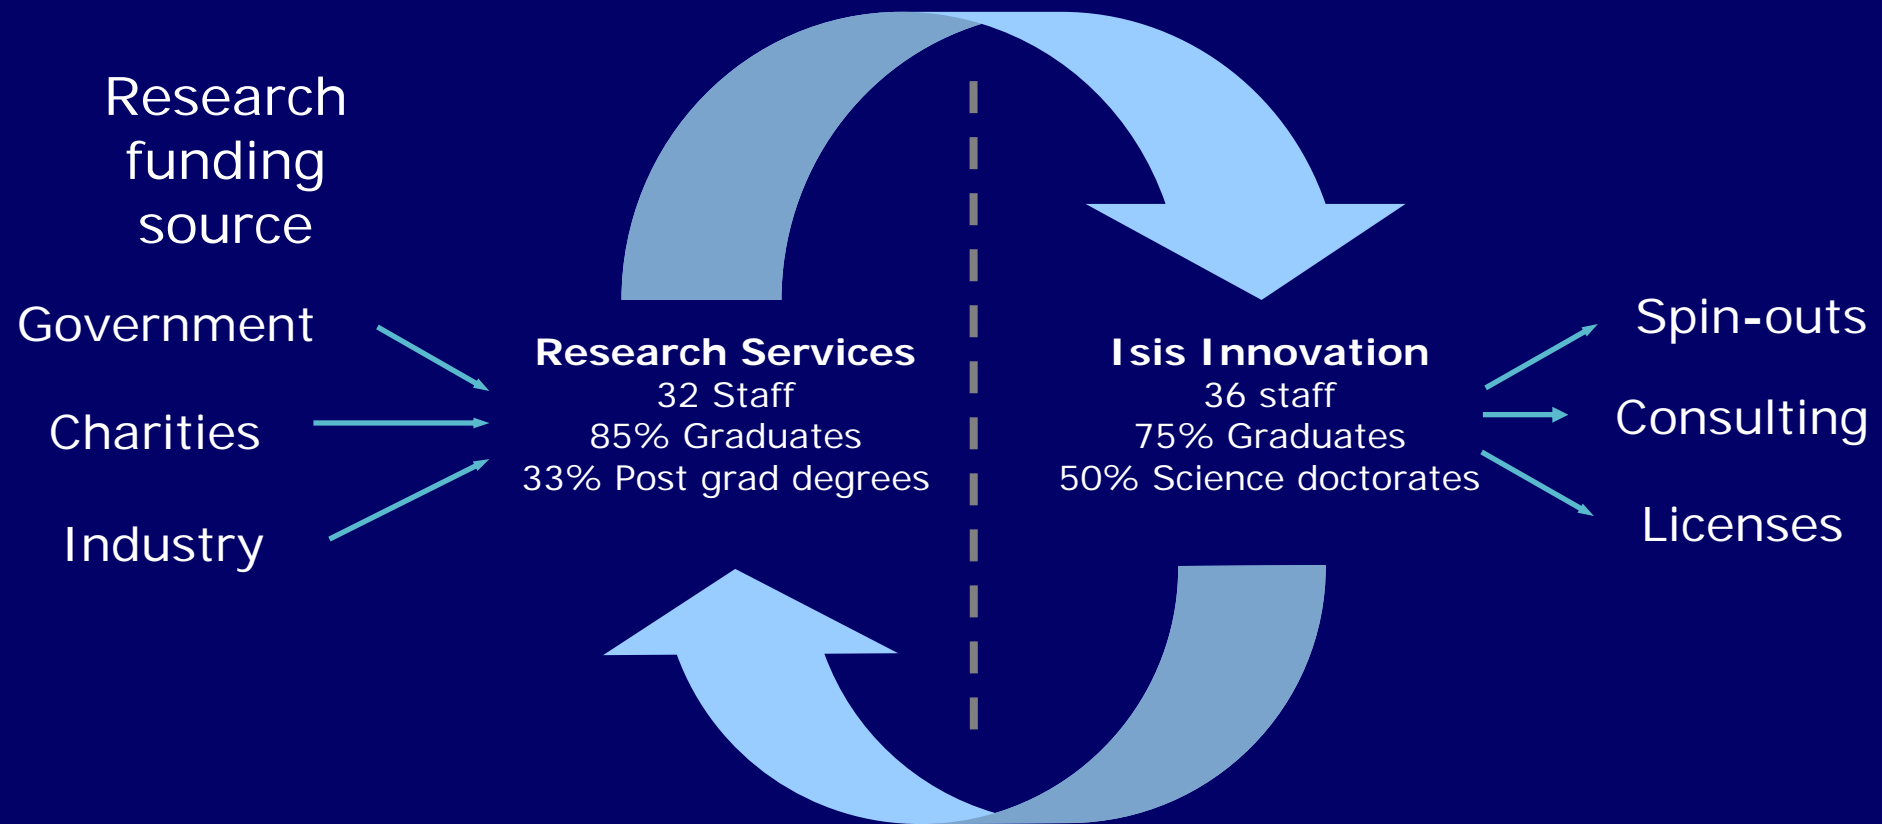 Research
funding
source
Government
Charities
Industry
Research Services
32 Staff
85% Graduates
33% Post grad degrees
Isis Innovation
36 staff
75% Graduates
50% Science doctorates
Spin-outs
Consulting
Licenses